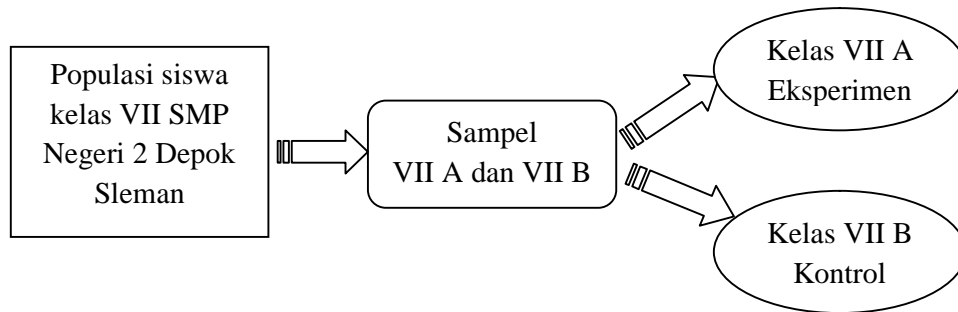 Populasi siswa
kelas VII SMP
Negeri 2 Depok
Sleman
Sampel
VII A dan VII B
Kelas VII A
Eksperimen
Kelas VII B
Kontrol